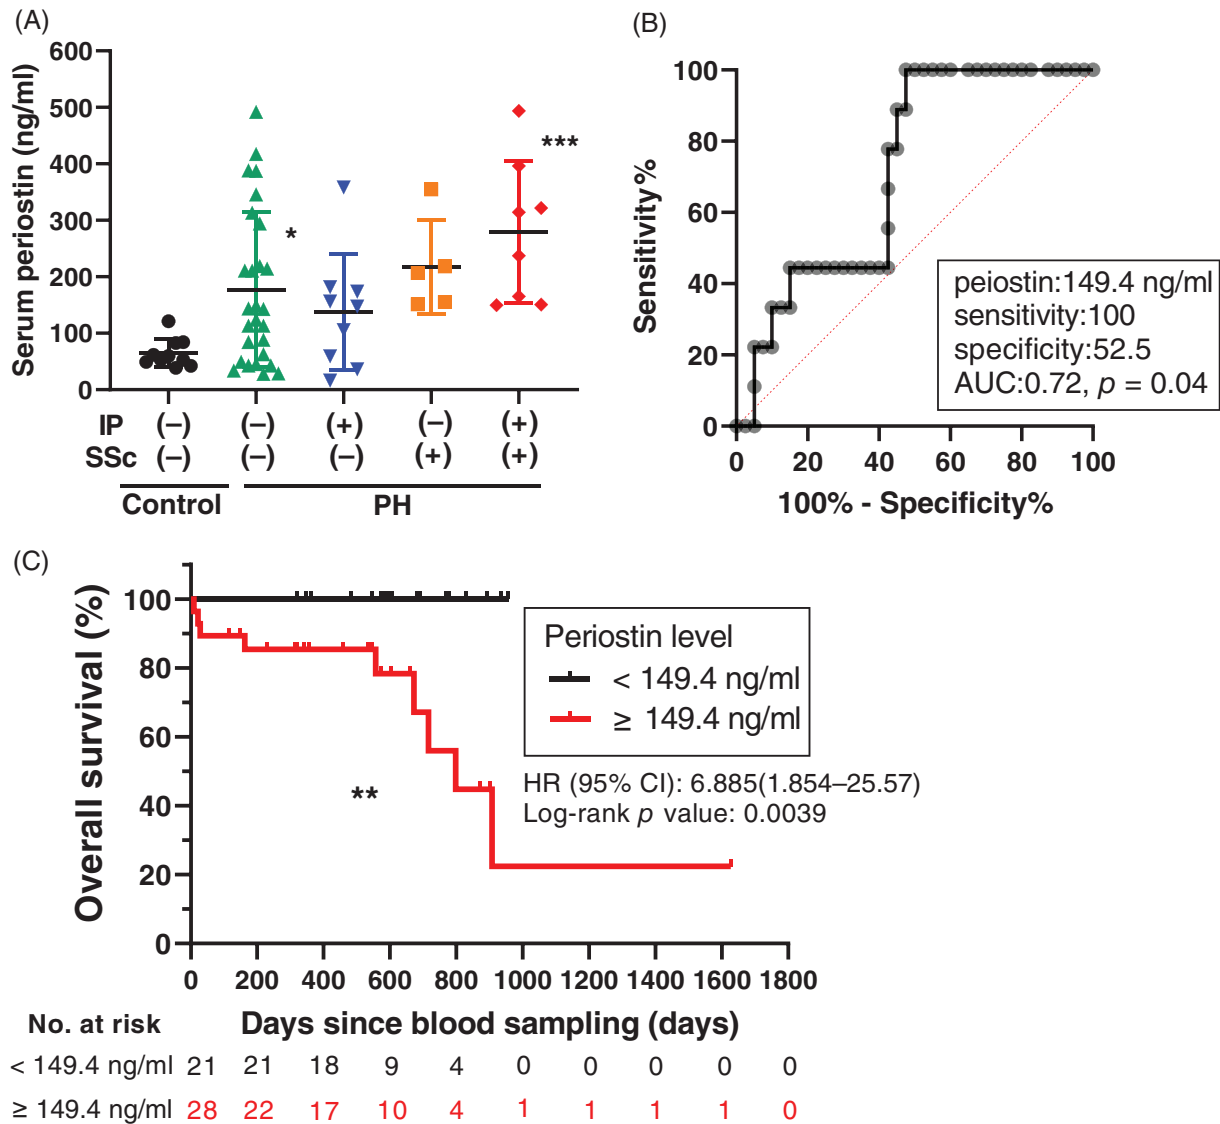 (A)
600
500
400
300
200
100
0
Serum periostin (ng/ml)
*
***
IP (−) (−) (+) (−) (+)
SSc (−) (−) (−) (+) (+)
Control PH
(B)
100
80
60
40
20
0
Sensitivity%
peiostin:149.4 ng/ml
sensitivity:100
specificity:52.5
AUC:0.72, p = 0.04
0 20 40 60 80 100
100% - Specificity%
(C)
100
80
60
40
20
0
Overall survival (%)
Periostin level
< 149.4 ng/ml
≥ 149.4 ng/ml
HR (95% CI): 6.885(1.854–25.57)
Log-rank p value: 0.0039
**
0 200 400 600 800 1000 1200 1400 1600 1800
No. at risk Days since blood sampling (days)
< 149.4 ng/ml 21 21 18 9 4 0 0 0 0 0
≥ 149.4 ng/ml 28 22 17 10 4 1 1 1 1 0